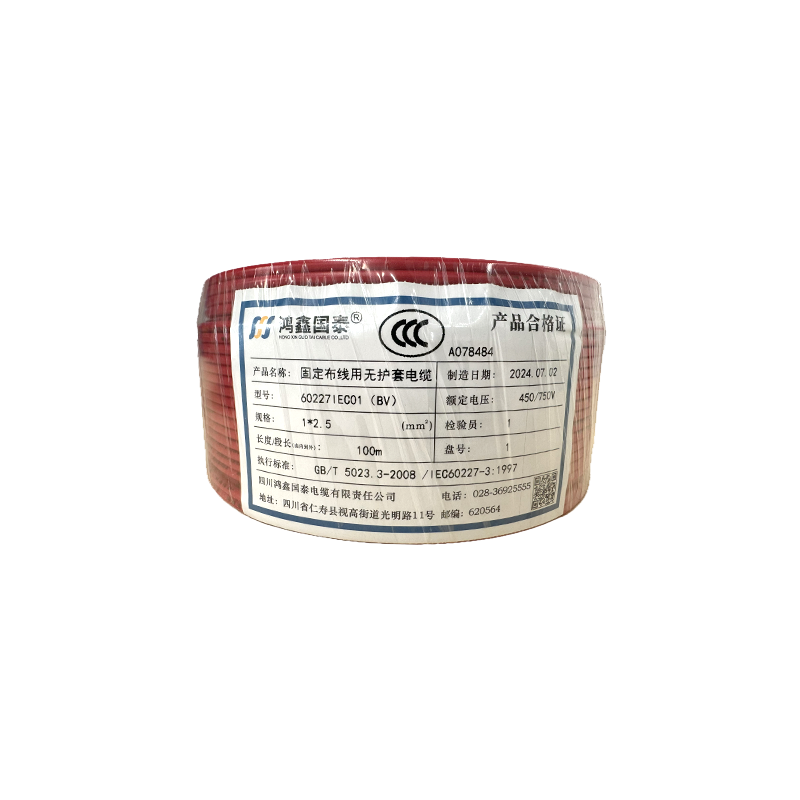 鸿鑫国泰®
HONG XIN GUO TAI CABLE CO.,LTD
CCC
产品合格证
A078484
产品名称: 固定布线用无护套电缆 制造日期: 2024.07.02
型号: 60227IEC01 (BV) 额定电压: 450/750V
规格: 1*2.5 (mm²) 检验员: 1
长度/段长(由内到外): 100m 盘号: 1
执行标准: GB/T 5023.3-2008 /IEC60227-3:1997
四川鸿鑫国泰电缆有限责任公司 电话: 028-36925555
地址: 四川省仁寿县视高街道光明路11号 邮编: 620564